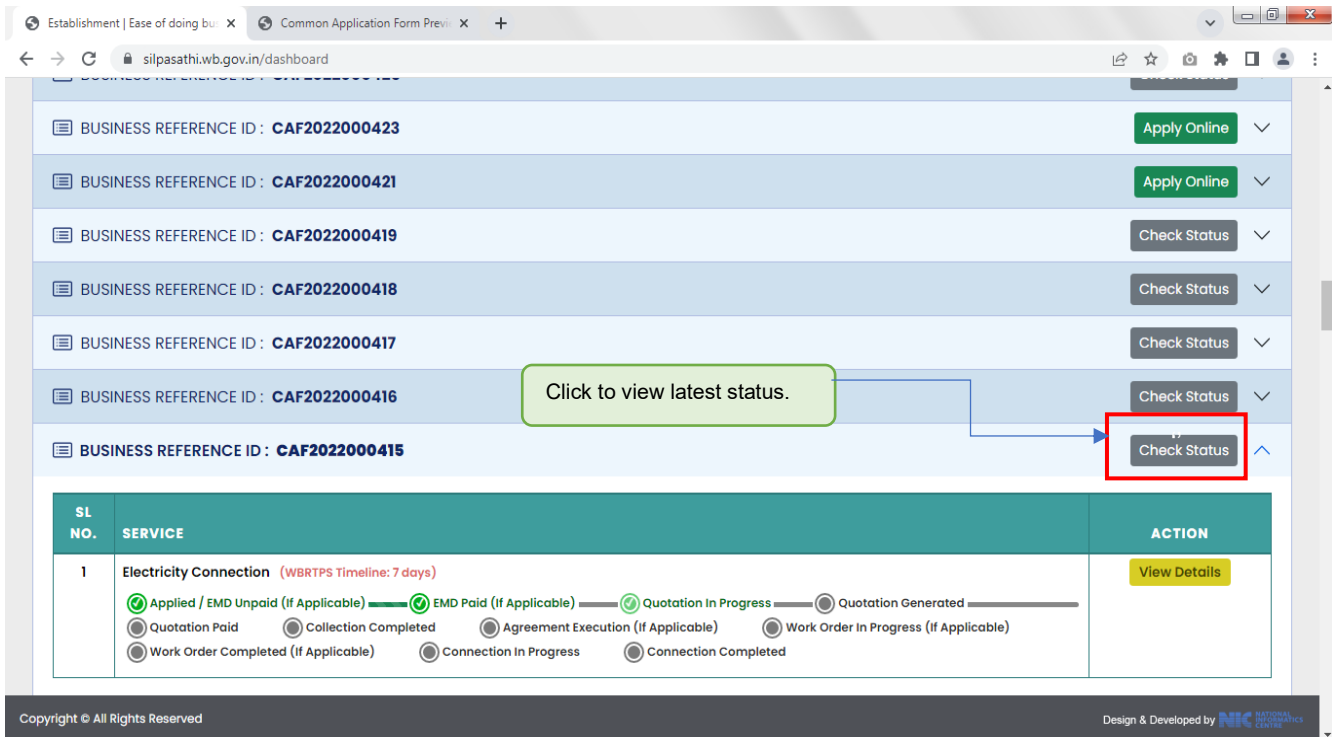 Establishment | Ease of doing bus
Common Application Form Previ
silpasathi.wb.gov.in/dashboard
BUSINESS REFERENCE ID : CAF2022000423
Apply Online
BUSINESS REFERENCE ID : CAF2022000421
Apply Online
BUSINESS REFERENCE ID : CAF2022000419
Check Status
BUSINESS REFERENCE ID : CAF2022000418
Check Status
BUSINESS REFERENCE ID : CAF2022000417
Check Status
Click to view latest status.
BUSINESS REFERENCE ID : CAF2022000416
Check Status
BUSINESS REFERENCE ID : CAF2022000415
Check Status
SL NO.
SERVICE
ACTION
1
Electricity Connection (WBRTPS Timeline: 7 days)
View Details
Applied / EMD Unpaid (If Applicable) EMD Paid (If Applicable) Quotation In Progress Quotation Generated
Quotation Paid Collection Completed Agreement Execution (If Applicable) Work Order In Progress (If Applicable)
Work Order Completed (If Applicable) Connection In Progress Connection Completed
Copyright © All Rights Reserved
Design & Developed by NIC NATIONAL INFORMATICS CENTRE